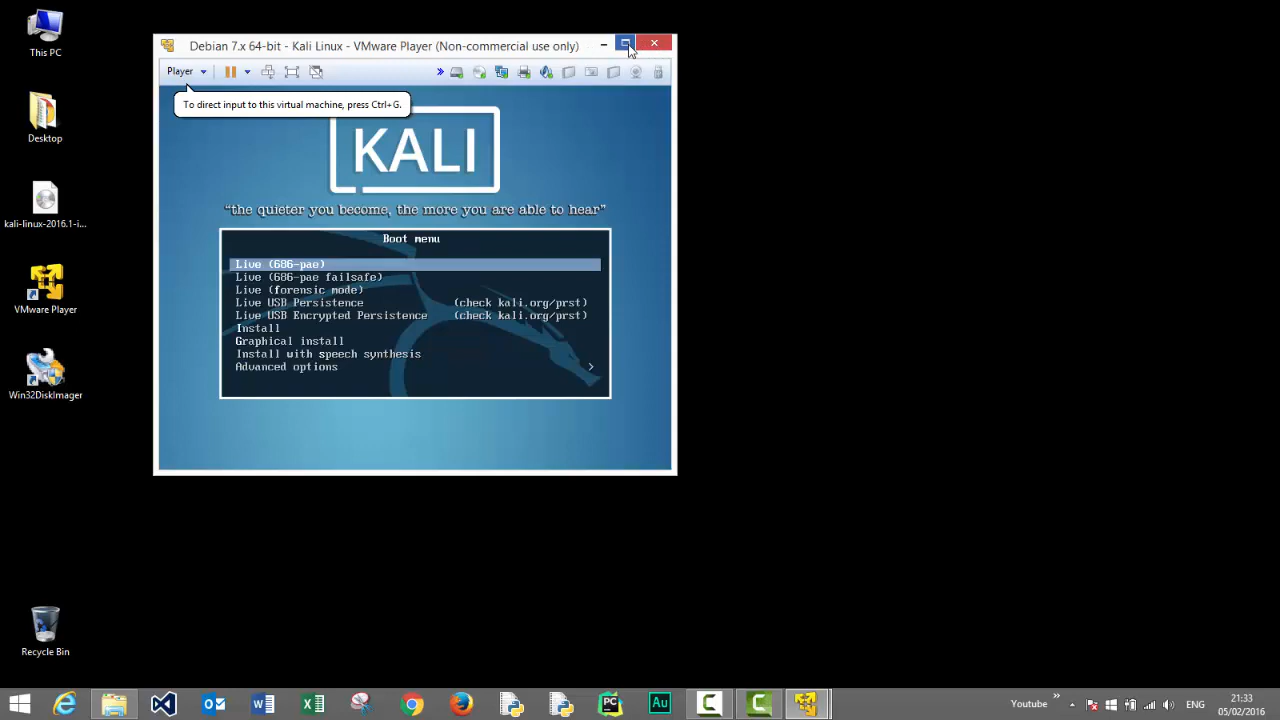 This PC
Desktop
kali-linux-2016.1-i...
VMware Player
Win32DiskImager
Recycle Bin
Debian 7.x 64-bit - Kali Linux - VMware Player (Non-commercial use only)
Player
»
To direct input to this virtual machine, press Ctrl+G.
KALI
“the quieter you become, the more you are able to hear”
Boot menu
Live (686-pae)
Live (686-pae failsafe)
Live (forensic mode)
Live USB Persistence (check kali.org/prst)
Live USB Encrypted Persistence (check kali.org/prst)
Install
Graphical install
Install with speech synthesis
Advanced options >
PC
Au
Youtube
»
ENG
21:33
05/02/2016